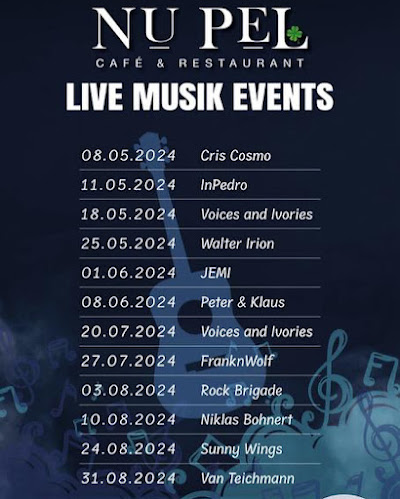 NU PEL
CAFÉ & RESTAURANT
LIVE MUSIK EVENTS
08.05.2024 Cris Cosmo
11.05.2024 InPedro
18.05.2024 Voices and Ivories
25.05.2024 Walter Irion
01.06.2024 JEMI
08.06.2024 Peter & Klaus
20.07.2024 Voices and Ivories
27.07.2024 FranknWolf
03.08.2024 Rock Brigade
10.08.2024 Niklas Bohnert
24.08.2024 Sunny Wings
31.08.2024 Van Teichmann